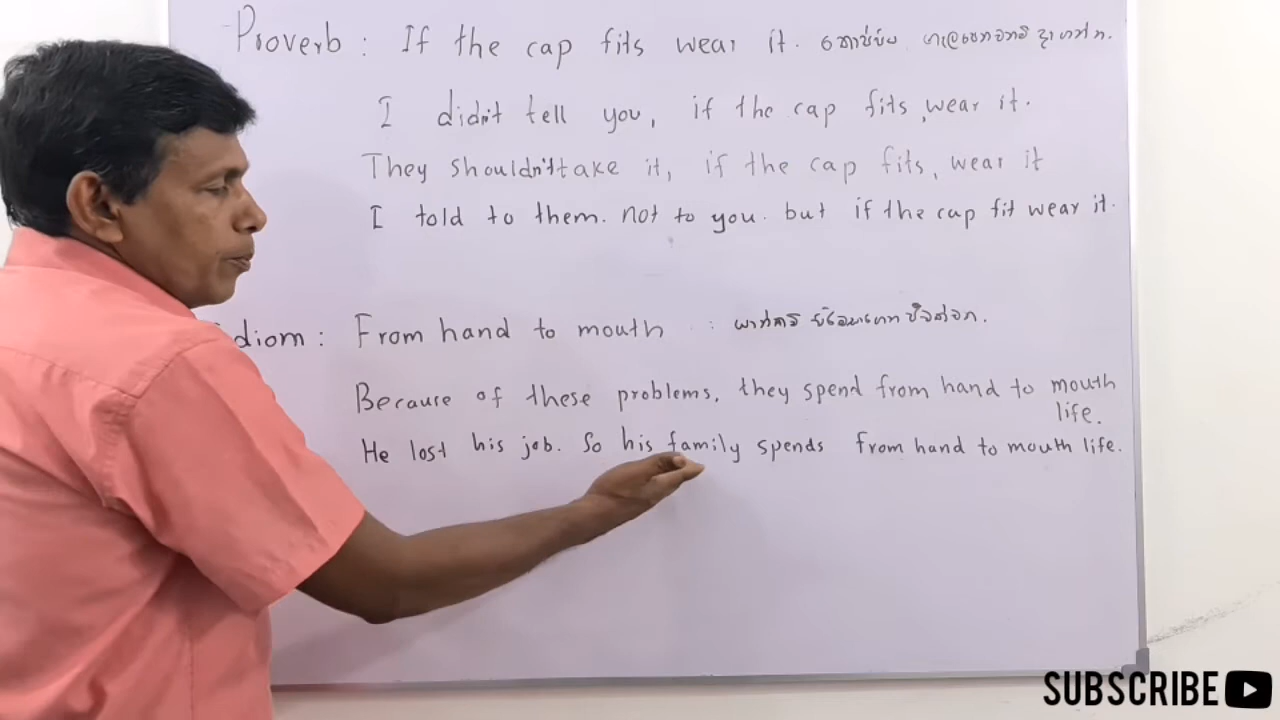 Proverb : If the cap fits wear it.
I didn't tell you, if the cap fits, wear it.
They shouldn't take it, if the cap fits, wear it
I told to them. not to you. but if the cap fit wear it.
diom : From hand to mouth :
Because of these problems, they spend from hand to mouth
life.
He lost his job. So his family spends from hand to mouth life.
SUBSCRIBE